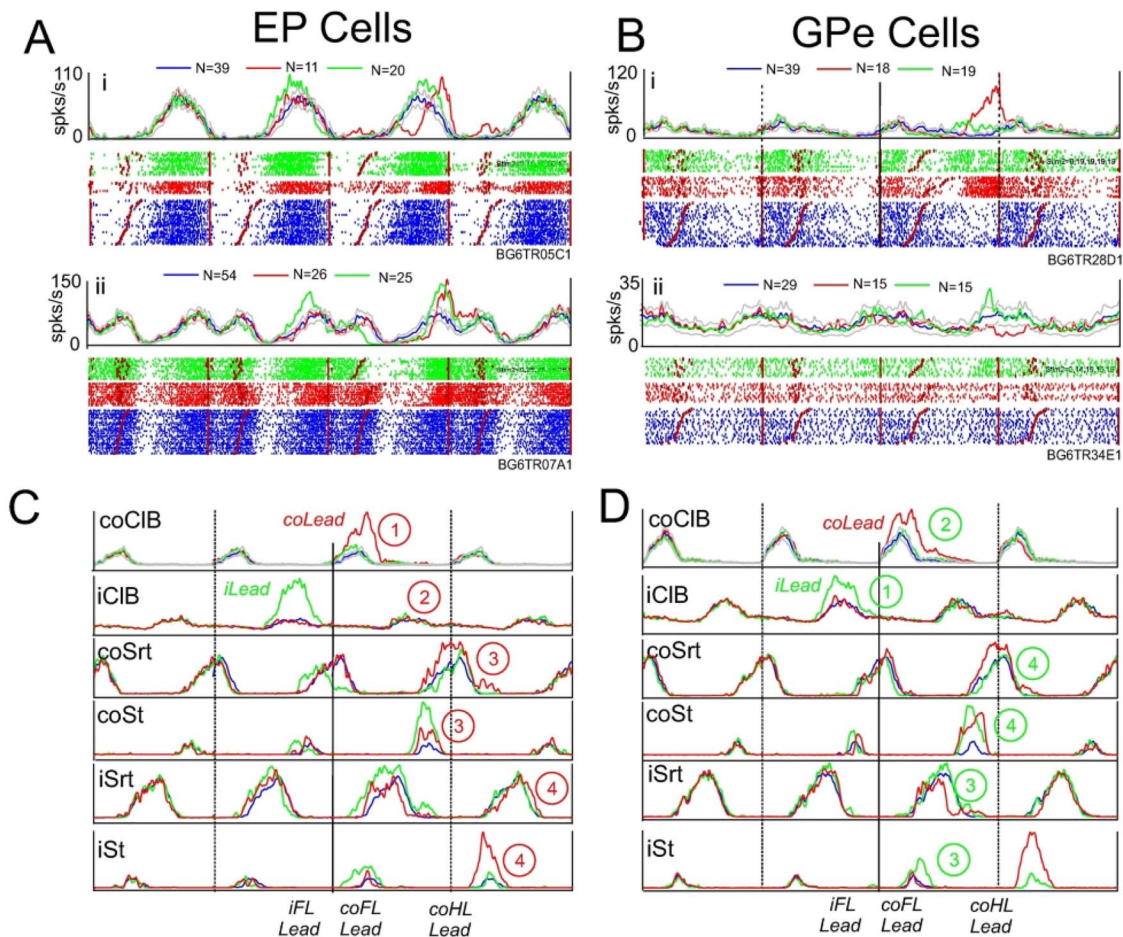 A EP Cells
B GPe Cells
i
110
spks/s
0
N=39 N=11 N=20
BG6TR05C1
ii
150
spks/s
0
N=54 N=26 N=25
BG6TR07A1
i
120
spks/s
0
N=39 N=18 N=19
BG6TR28D1
ii
35
spks/s
0
N=29 N=15 N=15
BG6TR34E1
C
coClB coLead 1
iClB iLead 2
coSrt 3
coSt 3
iSrt 4
iSt 4
iFL coFL coHL
Lead Lead Lead
D
coClB coLead 2
iClB iLead 1
coSrt 4
coSt 4
iSrt 3
iSt 3
iFL coFL coHL
Lead Lead Lead